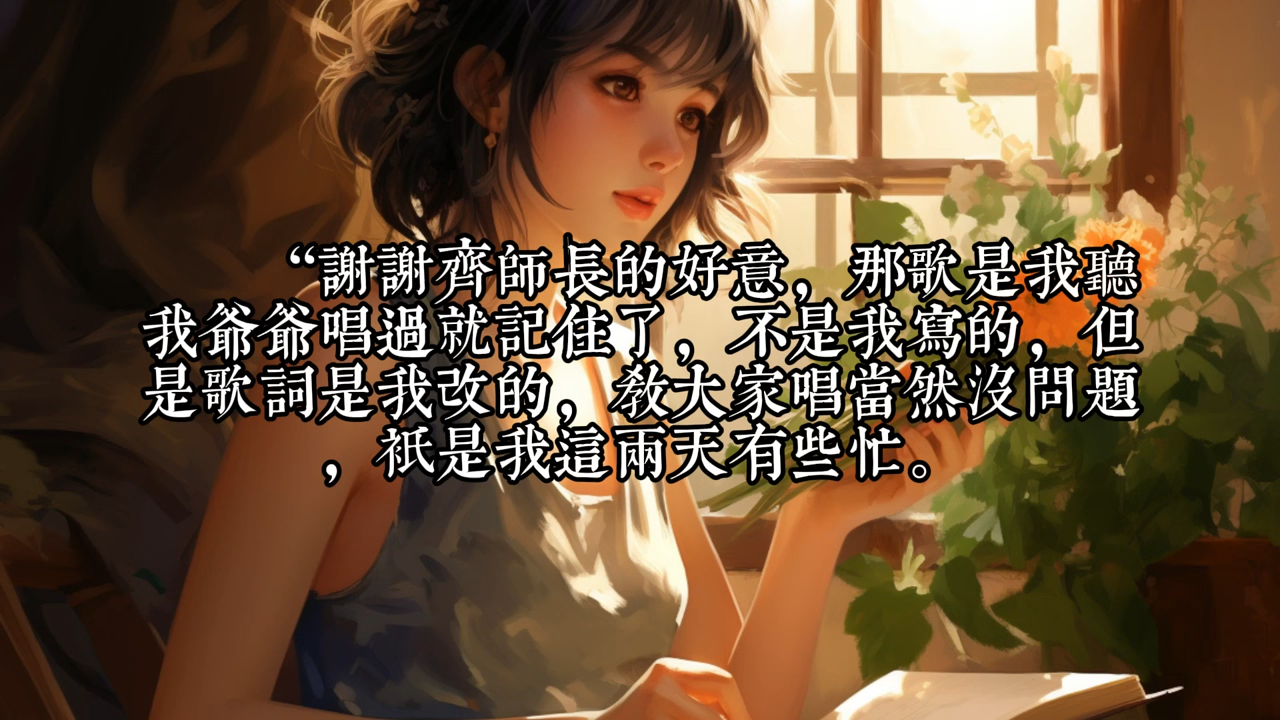 “謝謝齊師長的好意，那歌是我聽
我爺爺唱過就記住了，不是我寫的，但
是歌詞是我改的，教大家唱當然沒問題
，祇是我這兩天有些忙。